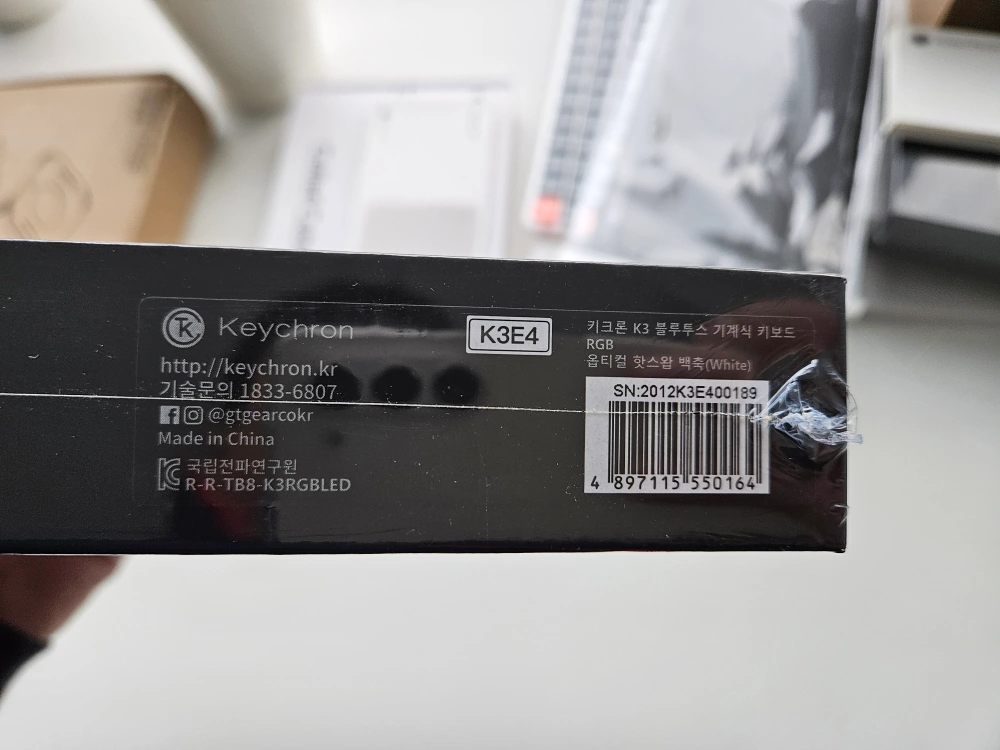 Keychron
http://keychron.kr
기술문의 1833-6807
@gtgearcokr
Made in China
국립전파연구원
R-R-TB8-K3RGBLED
K3E4
키크론 K3 블루투스 기계식 키보드
RGB
옵티컬 핫스왑 백축(White)
SN:2012K3E400189
4 897115 550164